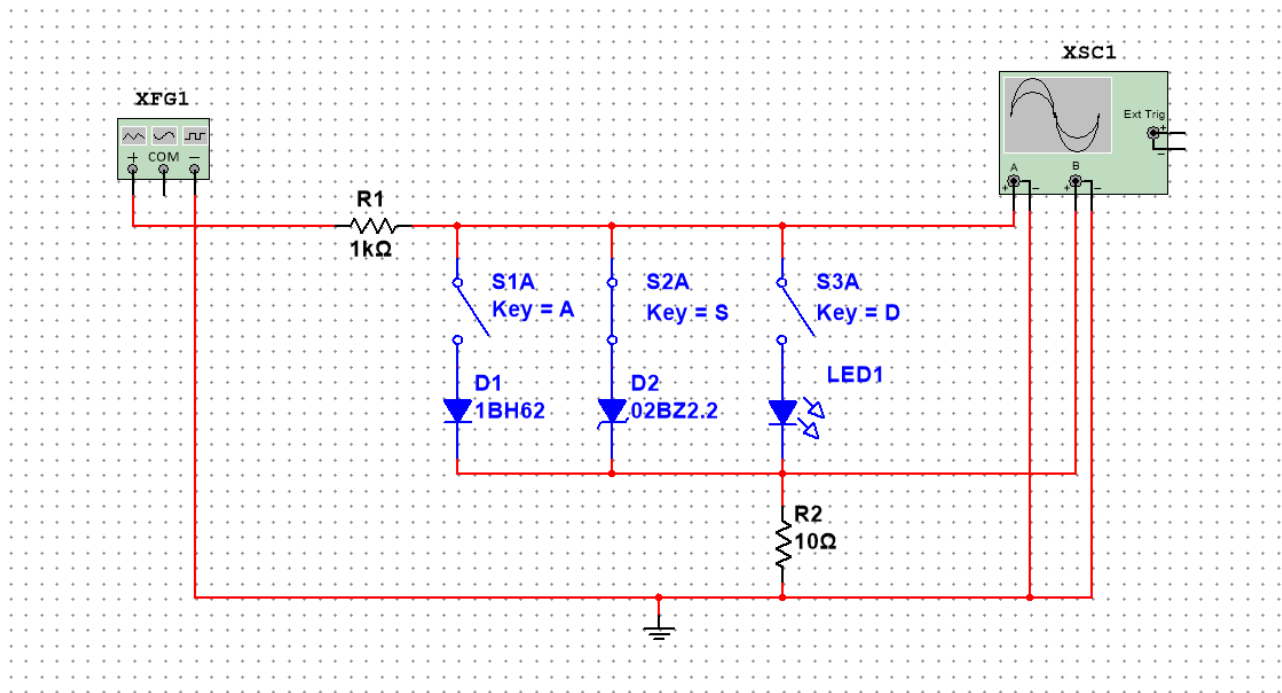 XSC1
XFG1
Ext Trig
+
+ COM −
−
A B
+ − + −
R1
1kΩ
S1A
Key = A
S2A
Key = S
S3A
Key = D
LED1
D1
1BH62
D2
02BZ2.2
R2
10Ω